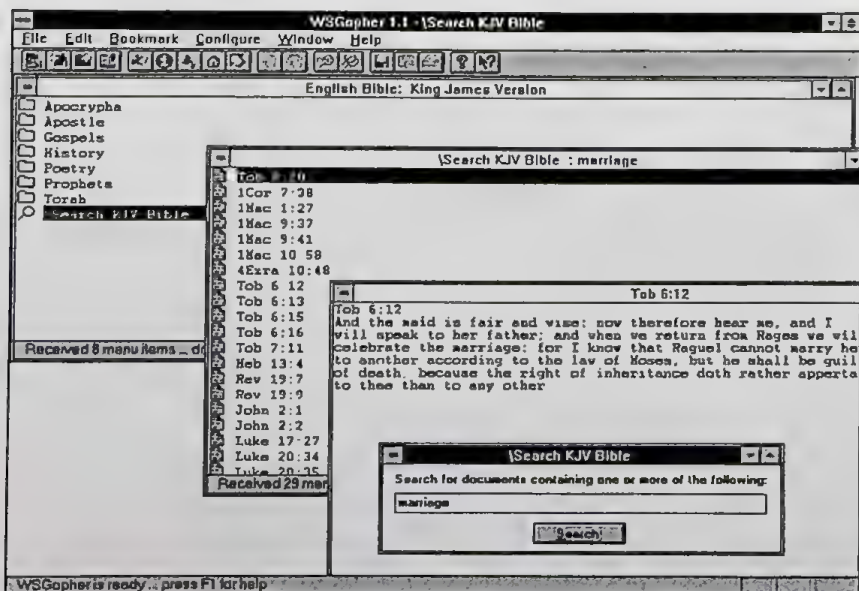 WSGopher 1.1 - \Search KJV Bible
File Edit Bookmark Configure Window Help
English Bible: King James Version
Apocrypha
Apostle
Gospels
History
Poetry
Prophets
Torah
Search KJV Bible
Received 8 menu items ..
\Search KJV Bible : marriage
Tob
1Cor 7:38
1Mac 1:27
1Mac 9:37
1Mac 9:41
1Mac 10 58
4Ezra 10:48
Tob 6 12
Tob 6:13
Tob 6:15
Tob 6:16
Tob 7:11
Heb 13:4
Rev 19:7
Rev 19:9
John 2:1
John 2:2
Luke 17:27
Luke 20:34
Luke 20:35
Received 29 men
Tob 6:12
Tob 6:12
And the maid is fair and wise: now therefore hear me, and I
will speak to her father; and when we return from Rages we wil
celebrate the marriage: for I know that Raguel cannot marry he
to another according to the law of Moses, but he shall be guil
of death, because the right of inheritance doth rather apperta
to thee than to any other
\Search KJV Bible
Search for documents containing one or more of the following:
marriage
Search
WSGopher is ready .. press F1 for help